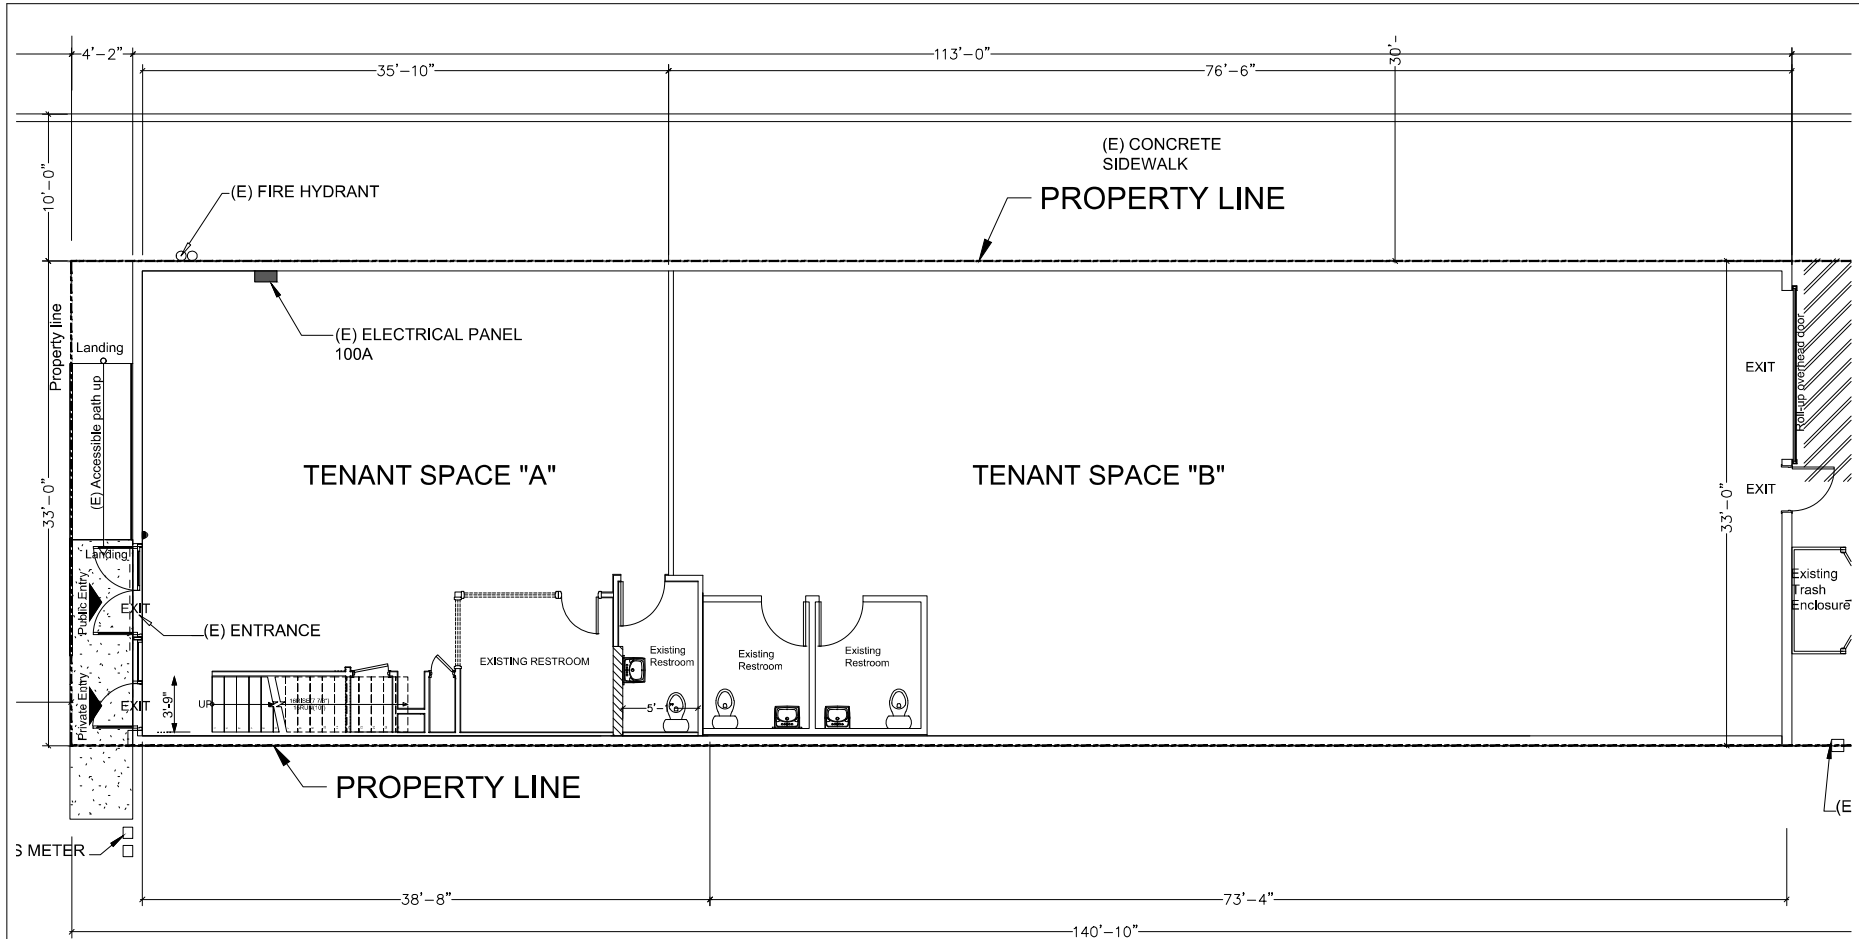 4'-2"
113'-0"
30'-
35'-10"
76'-6"
(E) CONCRETE
SIDEWALK
10'-0"
(E) FIRE HYDRANT
PROPERTY LINE
Property line
Landing
(E) ELECTRICAL PANEL
100A
EXIT
Roll-up overhead door
(E) Accessible path up
TENANT SPACE "A"
TENANT SPACE "B"
EXIT
33'-0"
33'-0"
Landing
Public Entry
EXIT
(E) ENTRANCE
EXISTING RESTROOM
Existing
Restroom
Existing
Restroom
Existing
Restroom
Existing
Trash
Enclosure
Private Entry
EXIT
3'-9"
UP
5'-
PROPERTY LINE
(E
S METER
38'-8"
73'-4"
140'-10"